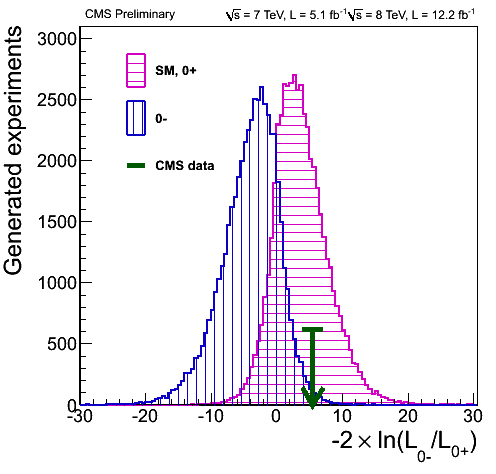 CMS Preliminary √s = 7 TeV, L = 5.1 fb⁻¹ √s = 8 TeV, L = 12.2 fb⁻¹
Generated experiments
3000
2500
2000
1500
1000
500
0
SM, 0+
0-
CMS data
-30 -20 -10 0 10 20 30
-2 × ln(L₀₋/L₀₊)